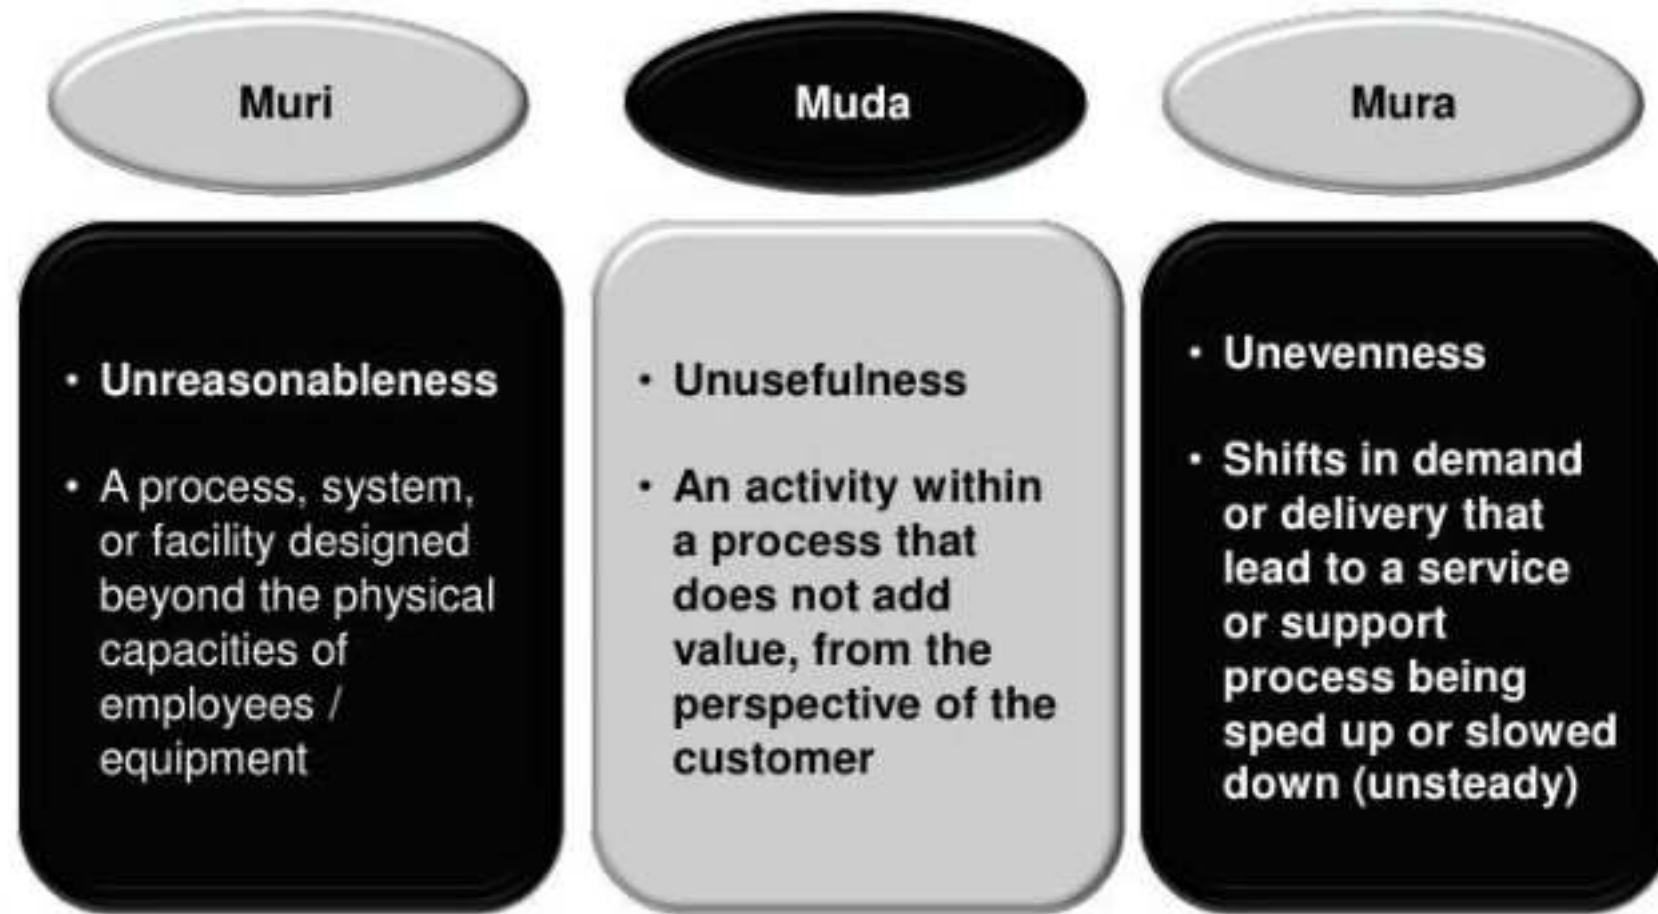 Muri
Muda
Mura
• Unreasonableness
• A process, system,
or facility designed
beyond the physical
capacities of
employees /
equipment
• Unusefulness
• An activity within
a process that
does not add
value, from the
perspective of the
customer
• Unevenness
• Shifts in demand
or delivery that
lead to a service
or support
process being
sped up or slowed
down (unsteady)